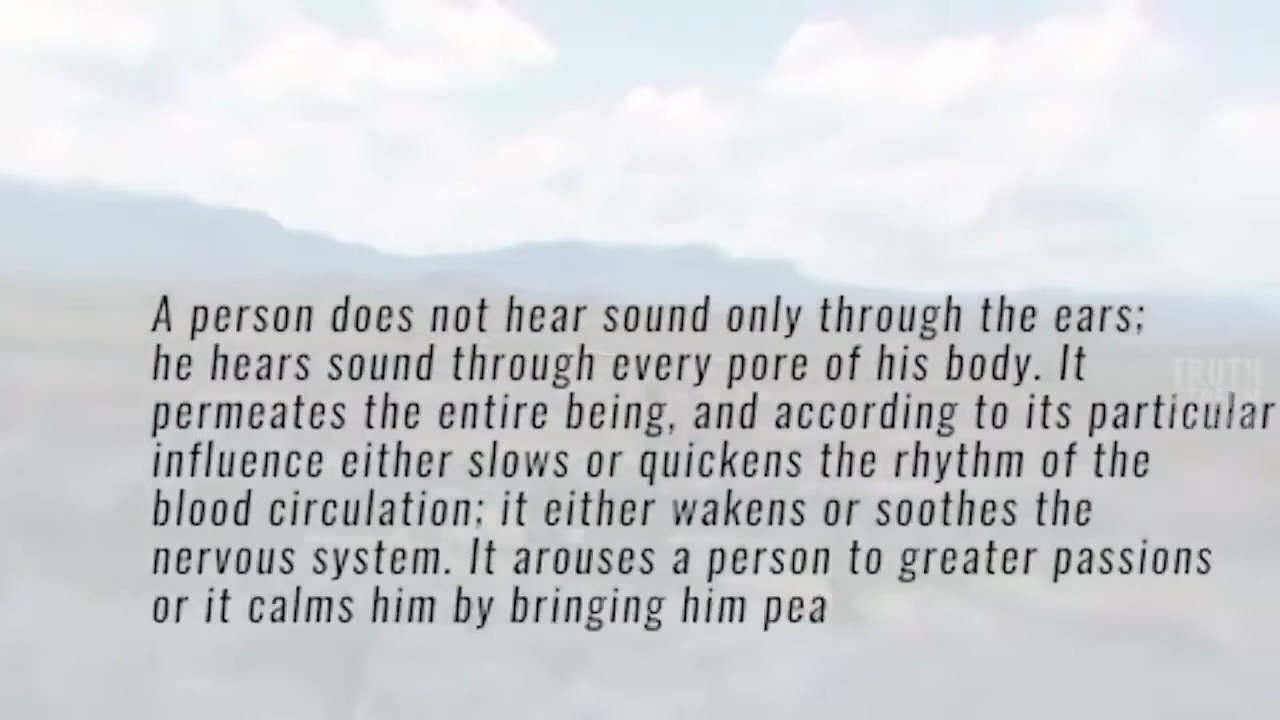 A person does not hear sound only through the ears;
he hears sound through every pore of his body. It
permeates the entire being, and according to its particular
influence either slows or quickens the rhythm of the
blood circulation; it either wakens or soothes the
nervous system. It arouses a person to greater passions
or it calms him by bringing him pea
TRUTH